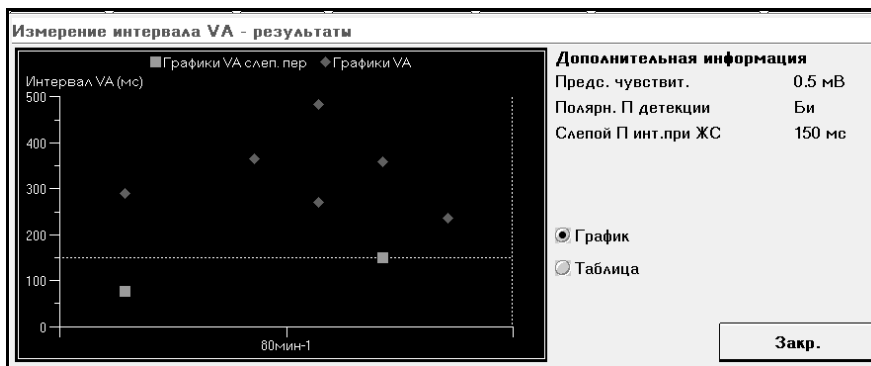 Измерение интервала VA - результаты
Графики VA слеп. пер Графики VA
Интервал VA (мс)
500
400
300
200
100
0
80мин-1
Дополнительная информация
Предс. чувствит. 0.5 мВ
Полярн. П детекции Би
Слепой П инт.при ЖС 150 мс
График
Таблица
Закр.